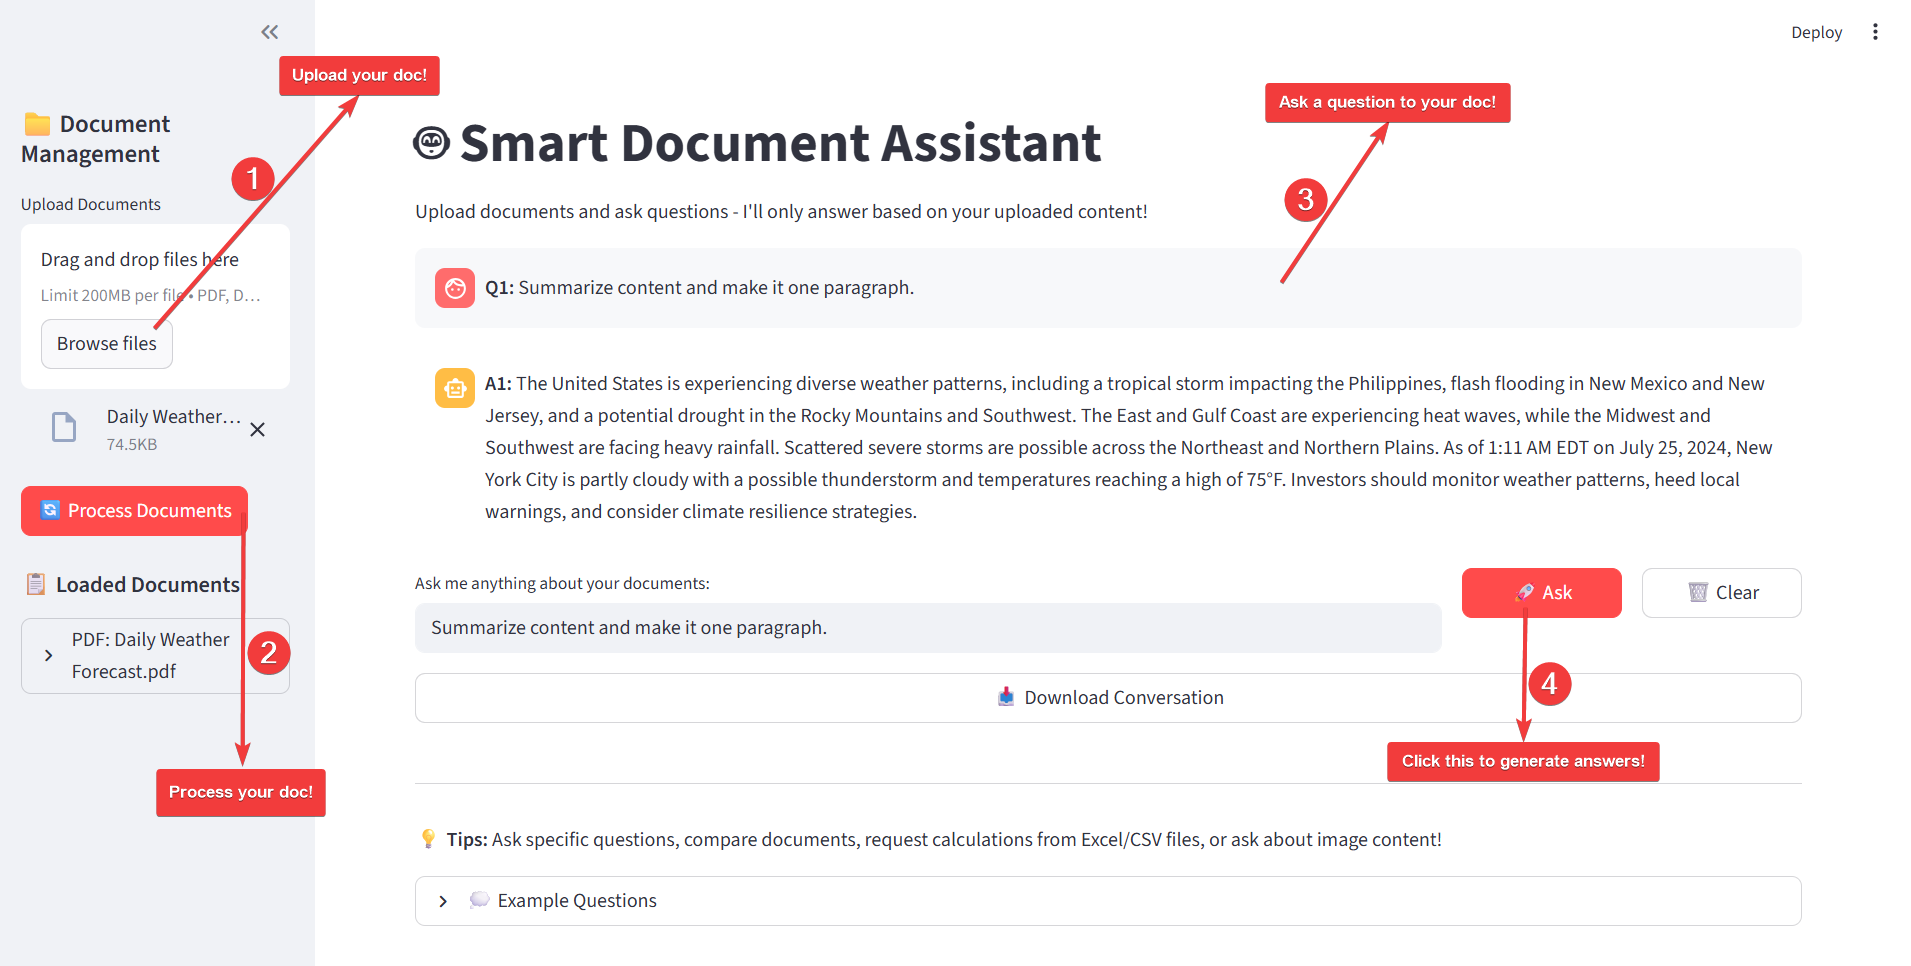 Deploy
Upload your doc!
Document
Management
1
Upload Documents
Drag and drop files here
Limit 200MB per file • PDF, D…
Browse files
Daily Weather…
74.5KB
Process Documents
Loaded Documents
PDF: Daily Weather
Forecast.pdf
2
Process your doc!
Ask a question to your doc!
Smart Document Assistant
3
Upload documents and ask questions - I'll only answer based on your uploaded content!
Q1: Summarize content and make it one paragraph.
A1: The United States is experiencing diverse weather patterns, including a tropical storm impacting the Philippines, flash flooding in New Mexico and New
Jersey, and a potential drought in the Rocky Mountains and Southwest. The East and Gulf Coast are experiencing heat waves, while the Midwest and
Southwest are facing heavy rainfall. Scattered severe storms are possible across the Northeast and Northern Plains. As of 1:11 AM EDT on July 25, 2024, New
York City is partly cloudy with a possible thunderstorm and temperatures reaching a high of 75°F. Investors should monitor weather patterns, heed local
warnings, and consider climate resilience strategies.
Ask me anything about your documents:
Summarize content and make it one paragraph.
Ask
Clear
4
Download Conversation
Click this to generate answers!
Tips: Ask specific questions, compare documents, request calculations from Excel/CSV files, or ask about image content!
Example Questions